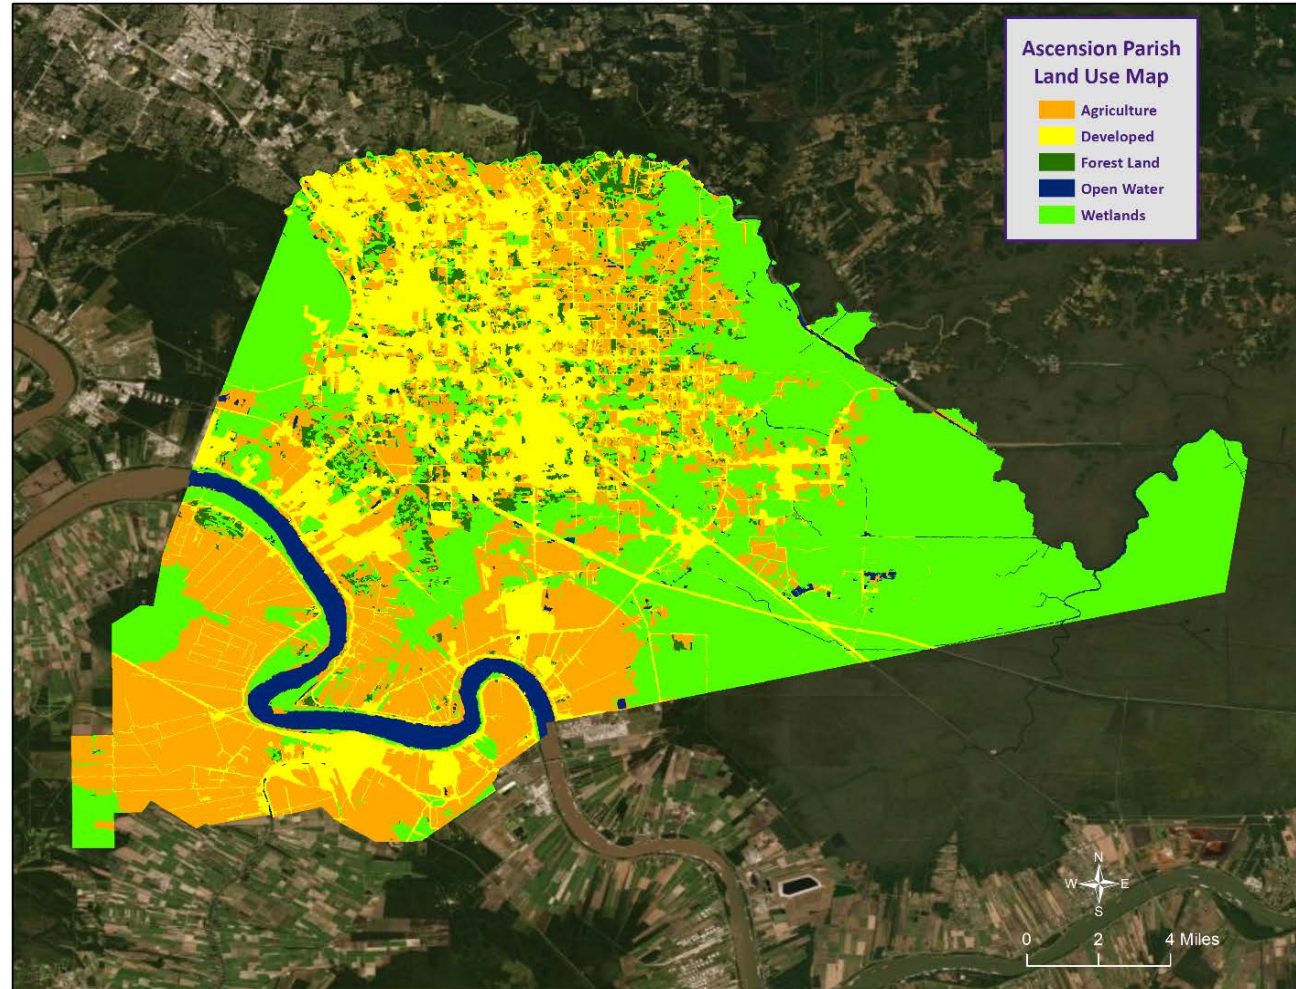 Ascension Parish
Land Use Map
Agriculture
Developed
Forest Land
Open Water
Wetlands
N
W E
S
0 2 4 Miles